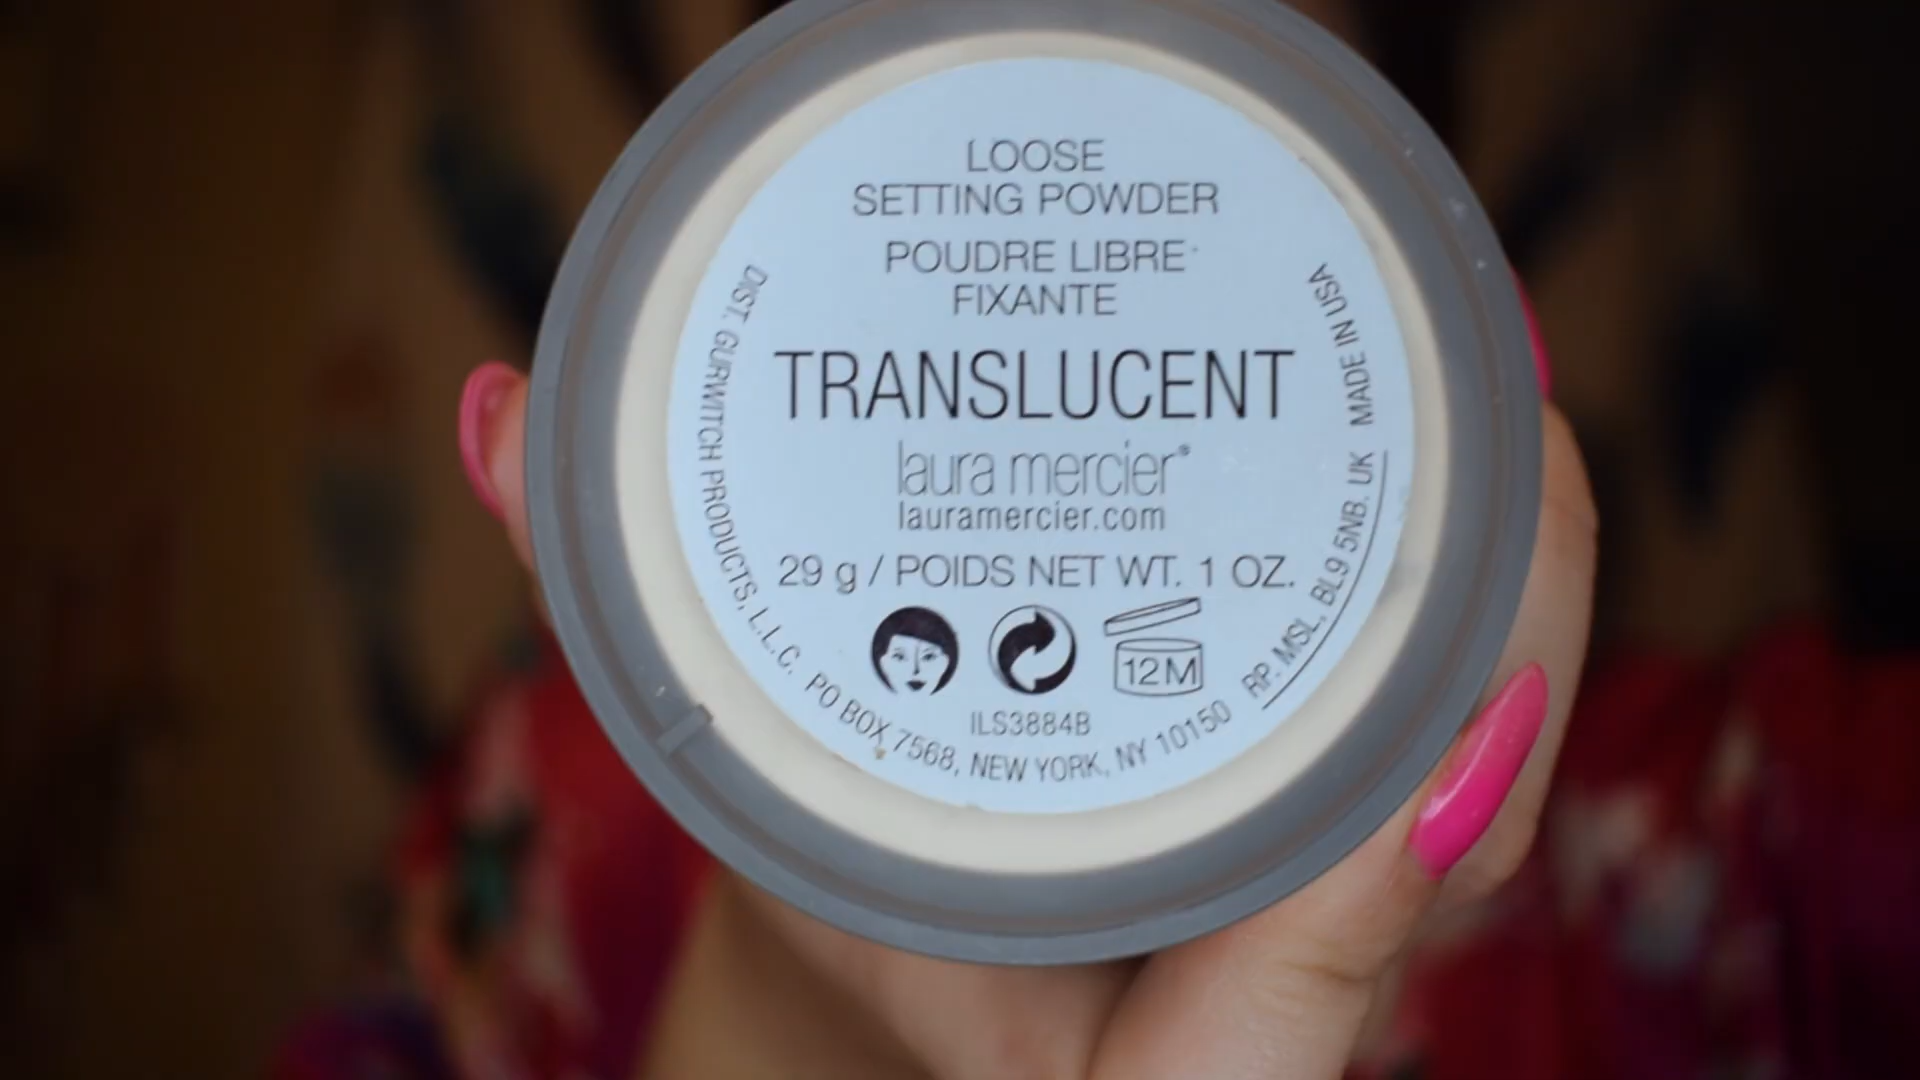 LOOSE
SETTING POWDER
POUDRE LIBRE
FIXANTE
TRANSLUCENT
laura mercier®
lauramercier.com
29 g / POIDS NET WT. 1 OZ.
12M
ILS3884B
DIST. GURWITCH PRODUCTS, L.L.C. PO BOX 7568, NEW YORK, NY 10150 RP. MSL, BL9 5NB. UK MADE IN USA